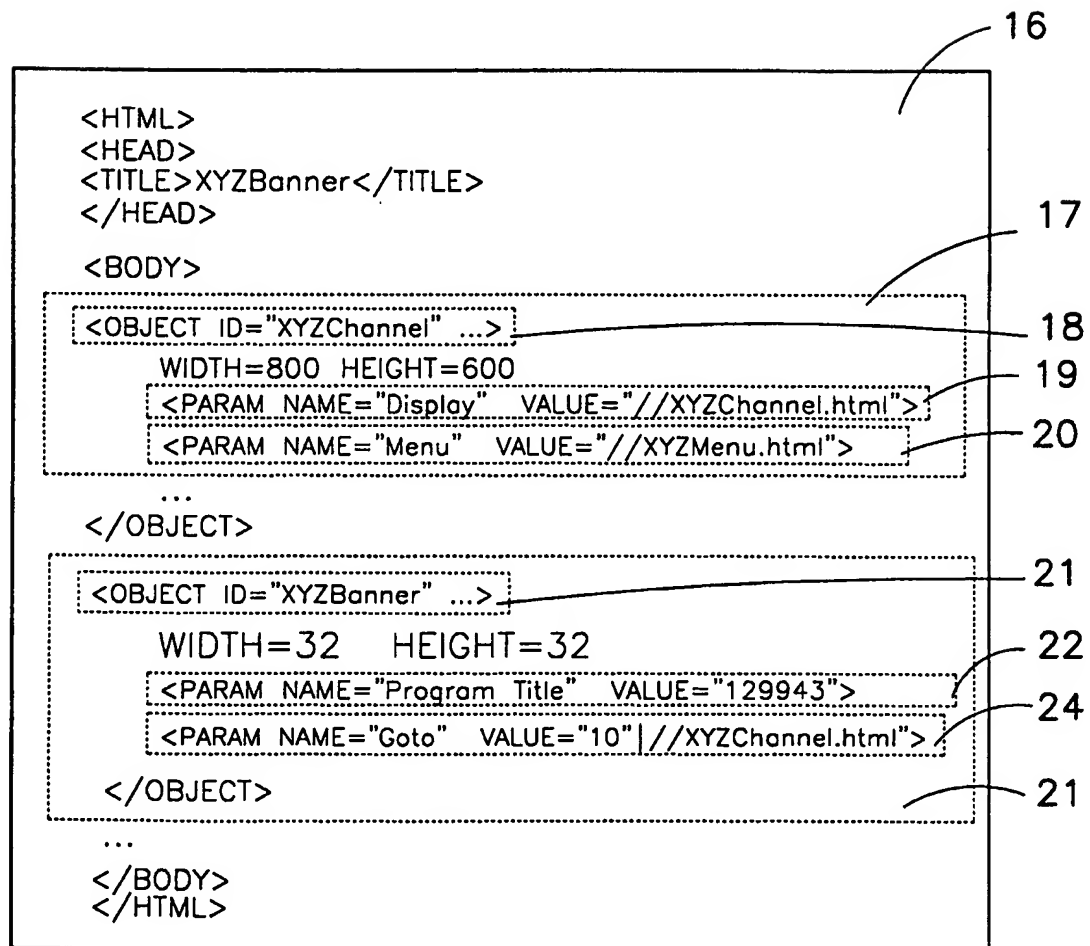 16
<HTML>
<HEAD>
<TITLE>XYZBanner</TITLE>
</HEAD>
17
<BODY>
<OBJECT ID="XYZChannel" ...>
18
WIDTH=800 HEIGHT=600
19
<PARAM NAME="Display" VALUE="//XYZChannel.html">
20
<PARAM NAME="Menu" VALUE="//XYZMenu.html">
...
</OBJECT>
21
<OBJECT ID="XYZBanner" ...>
WIDTH=32 HEIGHT=32
22
<PARAM NAME="Program Title" VALUE="129943">
24
<PARAM NAME="Goto" VALUE="10"|//XYZChannel.html">
</OBJECT>
21
...
</BODY>
</HTML>